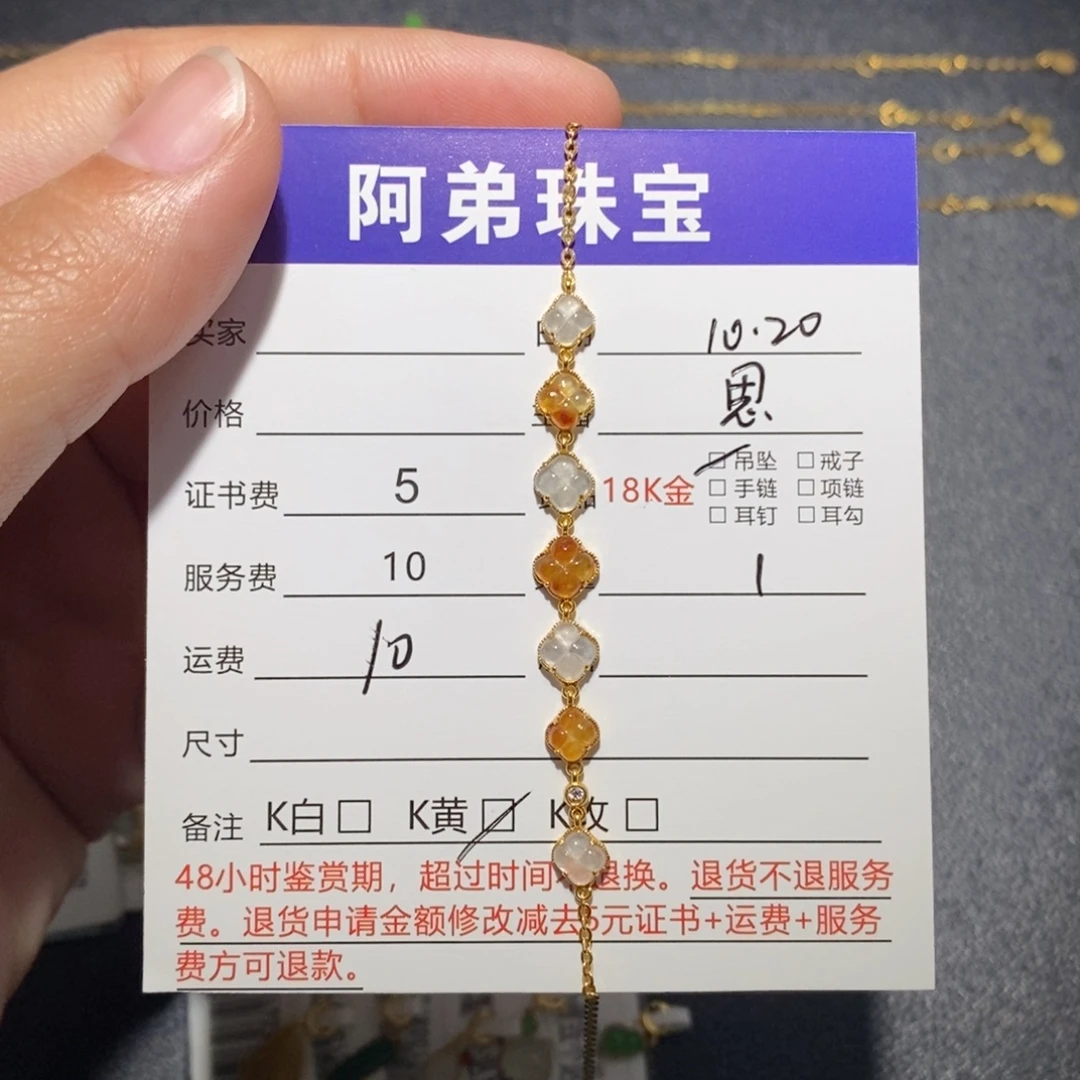 阿弟珠宝
买家 10·20
价格 恩
证书费 5 18K金 □吊坠 □戒子
□手链 □项链
□耳钉 □耳勾
服务费 10 1
运费 10
尺寸
备注 K白□ K黄□ K玫□
48小时鉴赏期，超过时间 退换。退货不退服务
费。退货申请金额修改减去5元证书+运费+服务
费方可退款。